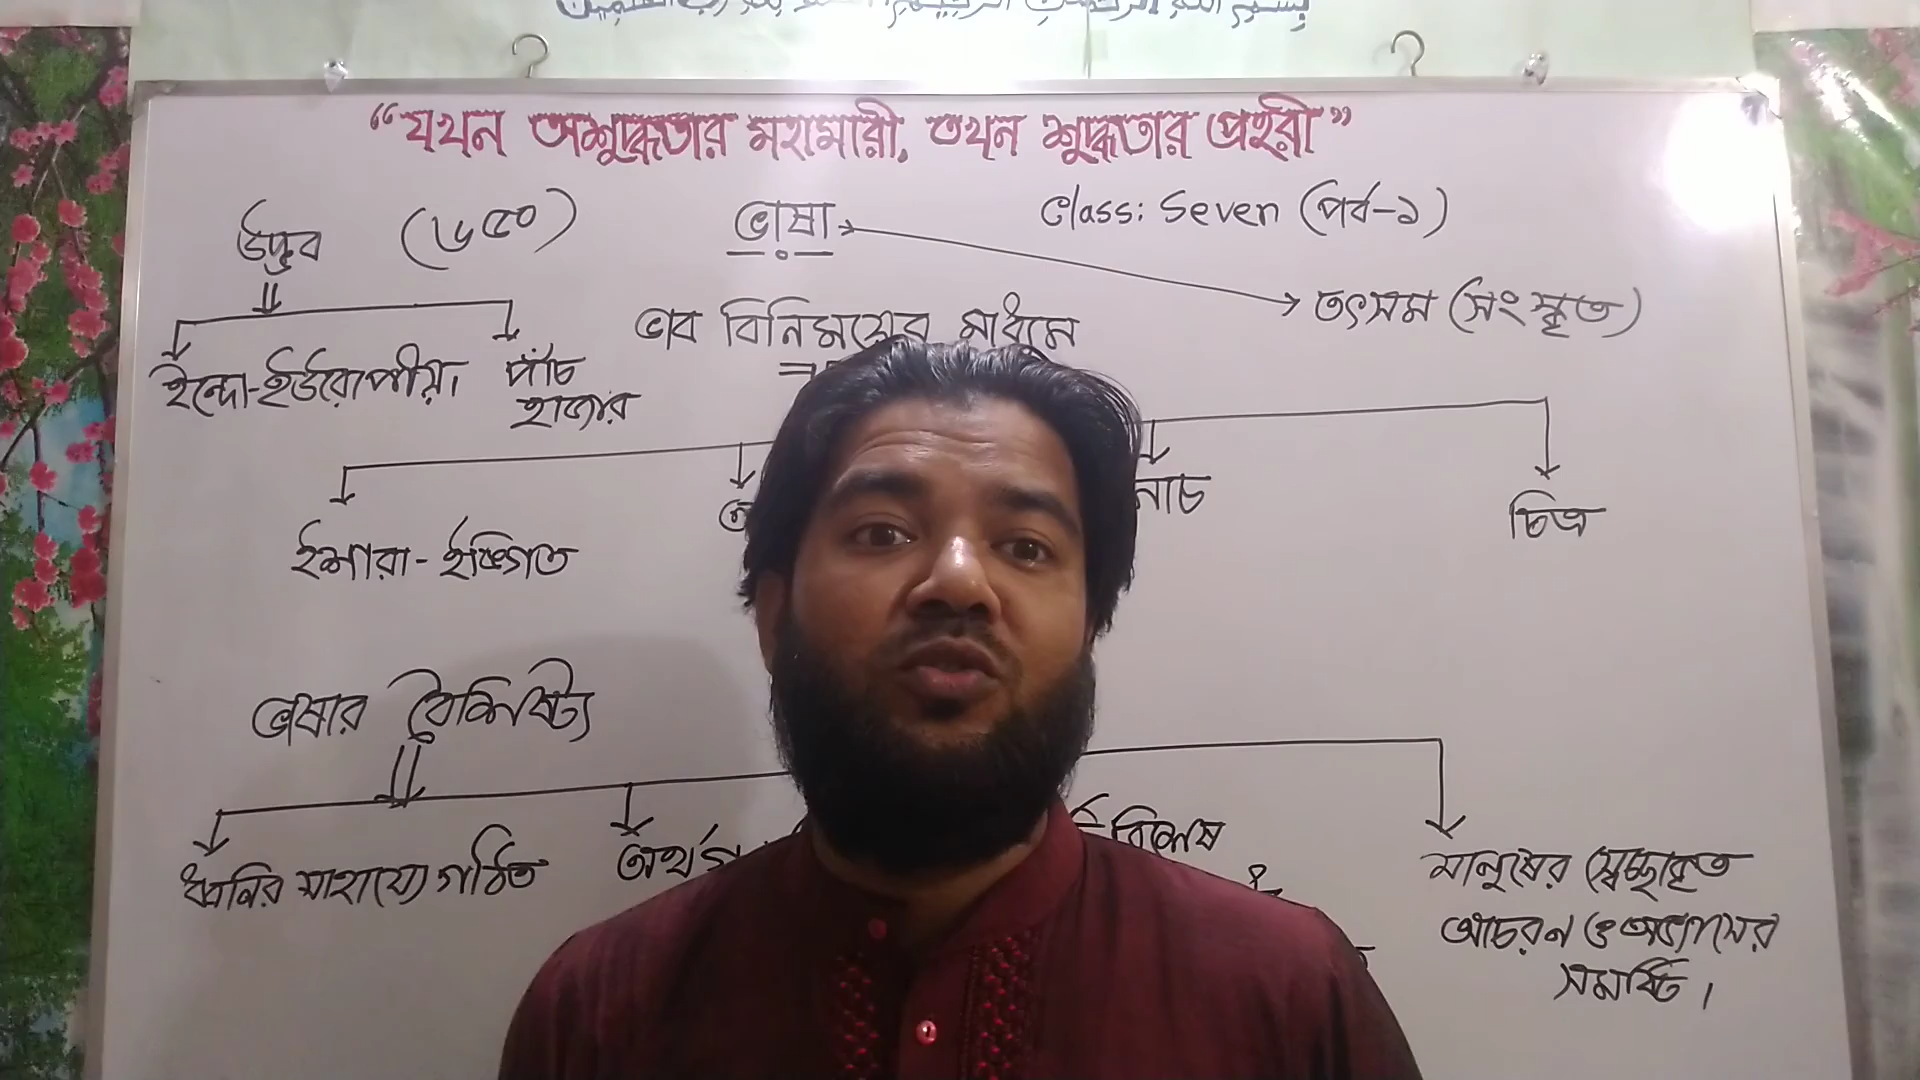 “যখন অশুদ্ধতার মহামারী, তখন শুদ্ধতার প্রহরী”
উদ্ভব (৬৫০)
ভাষা
Class: Seven (পর্ব-১)
তৎসম (সংস্কৃত)
ভাব বিনিময়ের মাধ্যমে
ইন্দো-ইউরোপীয়।
পাঁচ
হাজার
ইশারা-ইঙ্গিত
নাচ
চিত্র
ভাষার বৈশিষ্ট্য
ধ্বনির সাহায্যে গঠিত
বিশেষ
মানুষের স্বেচ্ছাকৃত
আচরন ও অভ্যাসের
সমষ্টি।